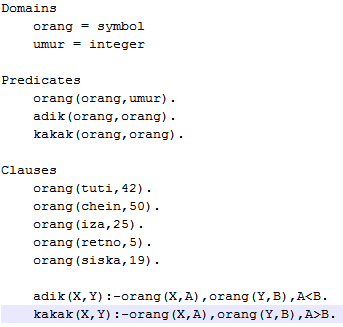 Domains
orang = symbol
umur = integer
Predicates
orang(orang,umur).
adik(orang,orang).
kakak(orang,orang).
Clauses
orang(tuti,42).
orang(chein,50).
orang(iza,25).
orang(retno,5).
orang(siska,19).
adik(X,Y):-orang(X,A),orang(Y,B),A<B.
kakak(X,Y):-orang(X,A),orang(Y,B),A>B.